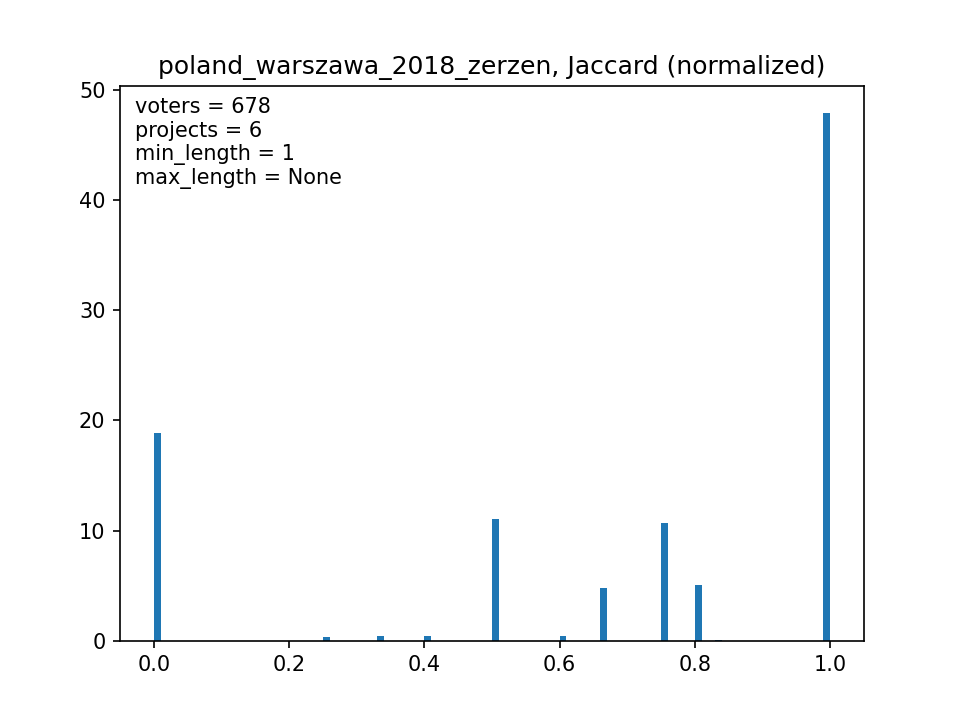 poland_warszawa_2018_zerzen, Jaccard (normalized)
voters = 678
projects = 6
min_length = 1
max_length = None
50
40
30
20
10
0
0.0 0.2 0.4 0.6 0.8 1.0